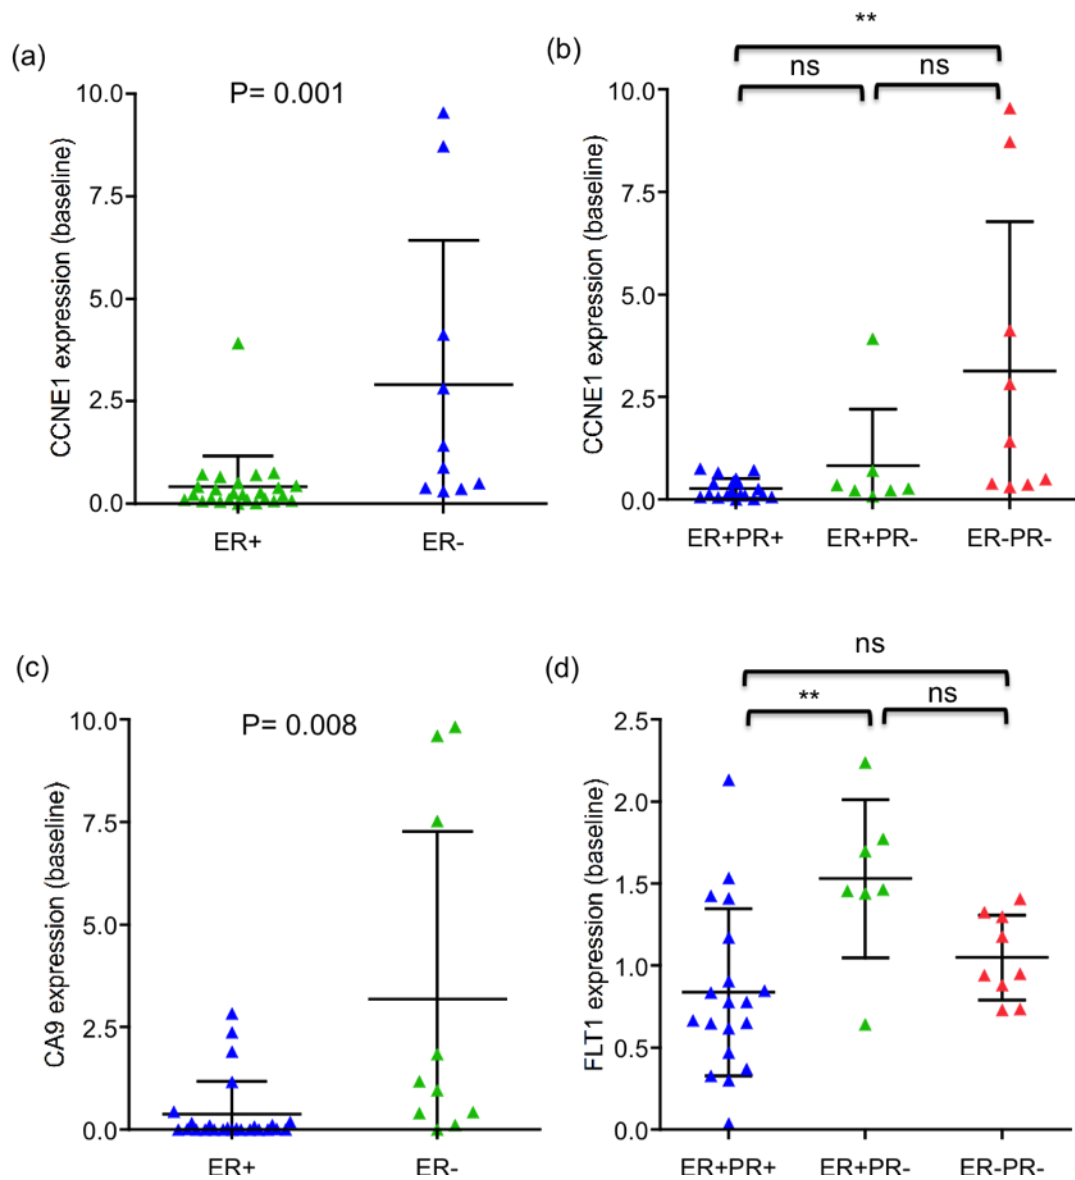 (a)
P= 0.001
CCNE1 expression (baseline)
10.0
7.5
5.0
2.5
0.0
ER+
ER-
(b)
**
ns
ns
CCNE1 expression (baseline)
10.0
7.5
5.0
2.5
0.0
ER+PR+
ER+PR-
ER-PR-
(c)
P= 0.008
CA9 expression (baseline)
10.0
7.5
5.0
2.5
0.0
ER+
ER-
(d)
ns
**
ns
FLT1 expression (baseline)
2.5
2.0
1.5
1.0
0.5
0.0
ER+PR+
ER+PR-
ER-PR-